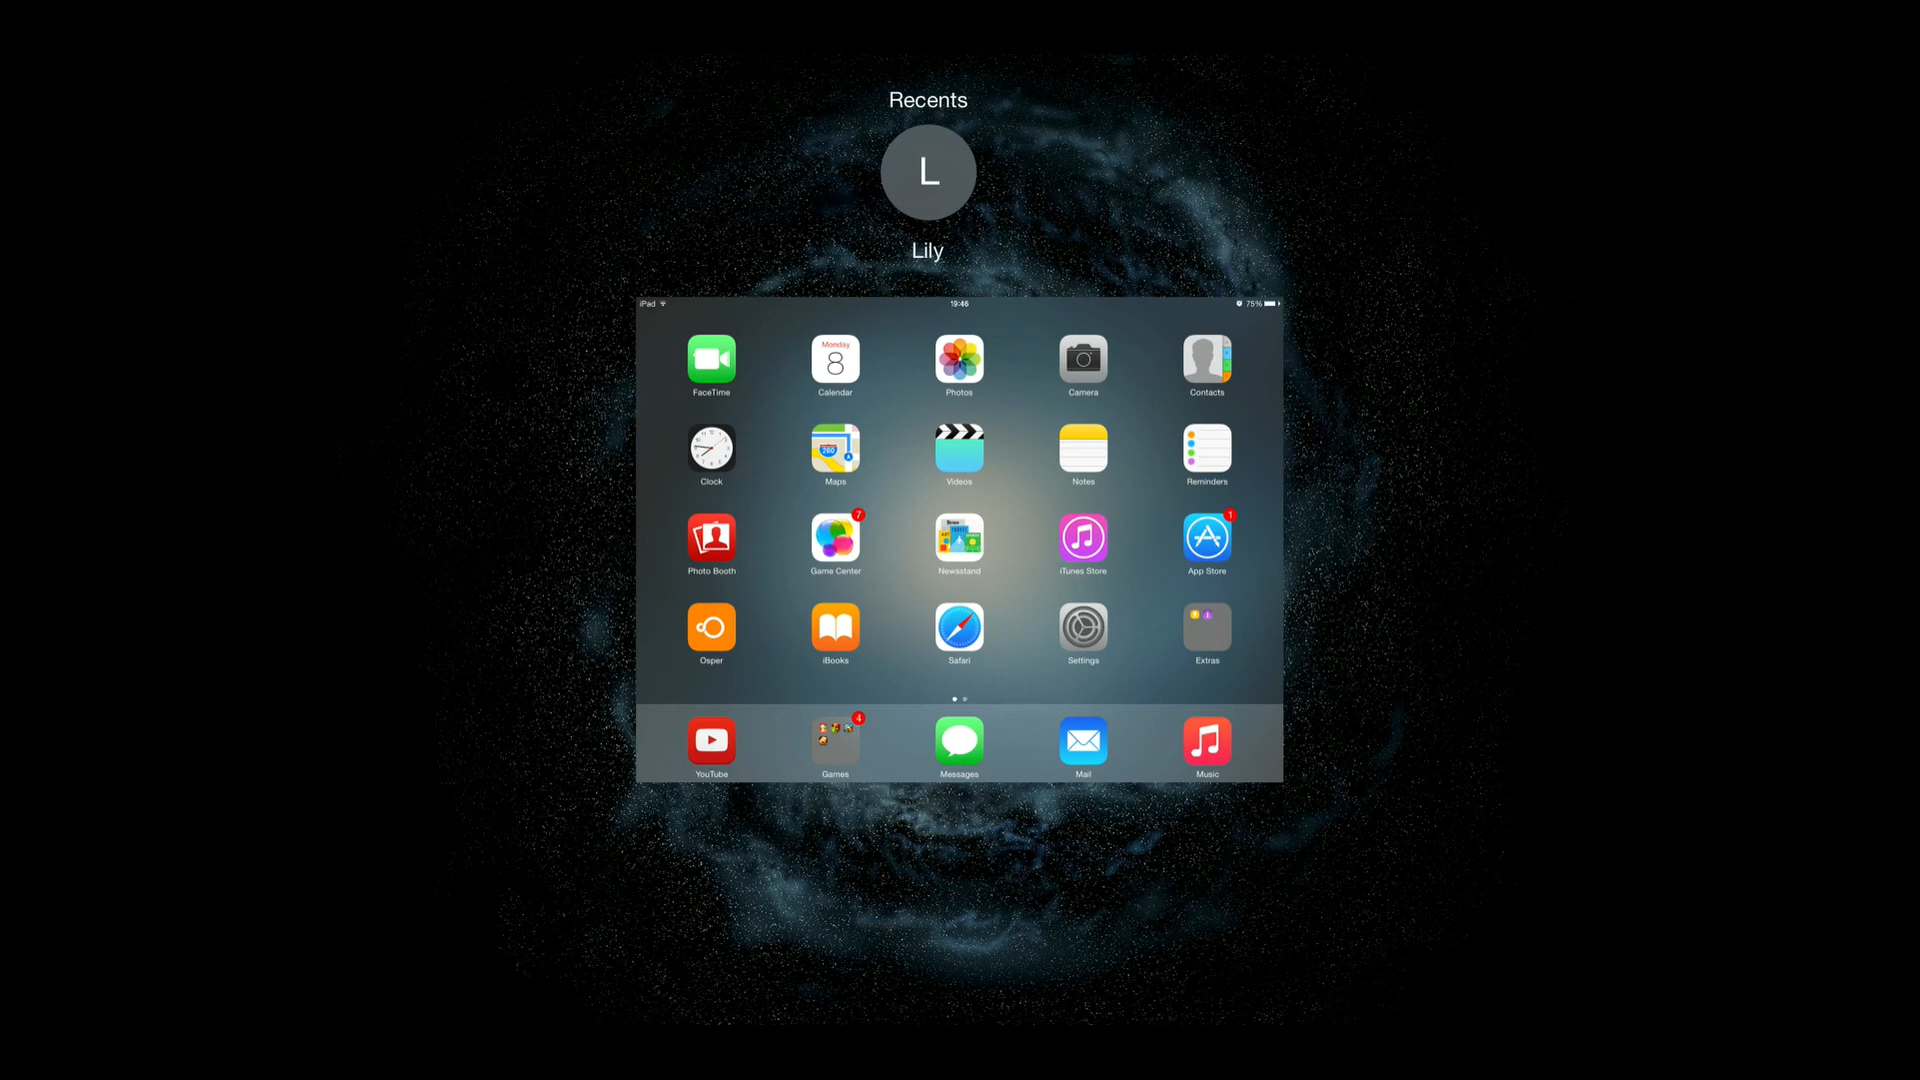 Recents
L
Lily
iPad 19:46 75%
Monday
8
FaceTime Calendar Photos Camera Contacts
280
Clock Maps Videos Notes Reminders
7 1
Photo Booth Game Center Newsstand iTunes Store App Store
Osper iBooks Safari Settings Extras
4
YouTube Games Messages Mail Music